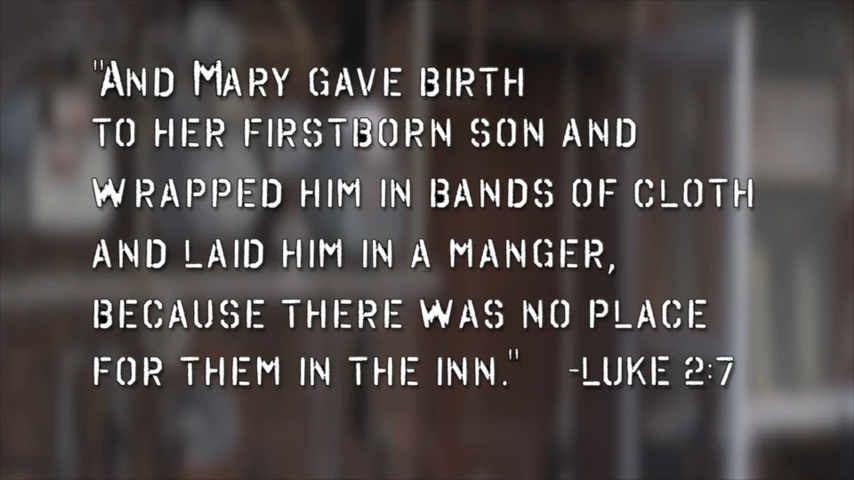 "And Mary gave birth
to her firstborn son and
wrapped him in bands of cloth
and laid him in a manger,
because there was no place
for them in the inn." -Luke 2:7